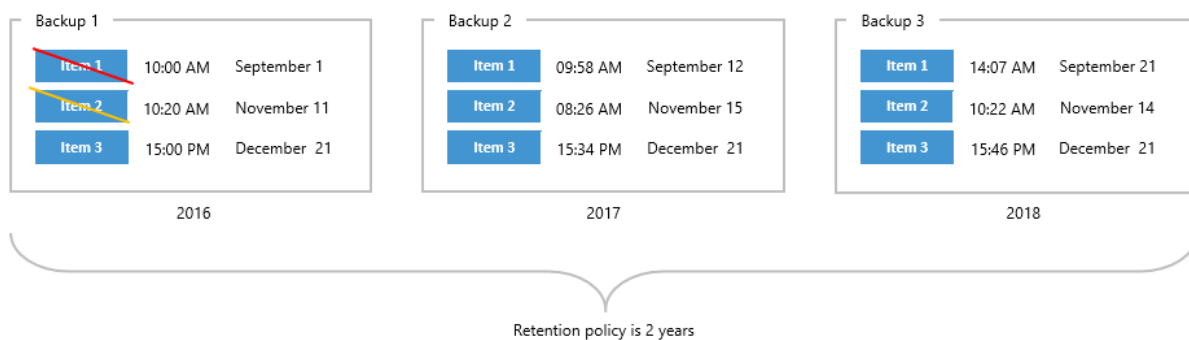 Backup 1
Item 1 10:00 AM September 1
Item 2 10:20 AM November 11
Item 3 15:00 PM December 21
2016
Backup 2
Item 1 09:58 AM September 12
Item 2 08:26 AM November 15
Item 3 15:34 PM December 21
2017
Backup 3
Item 1 14:07 AM September 21
Item 2 10:22 AM November 14
Item 3 15:46 PM December 21
2018
Retention policy is 2 years